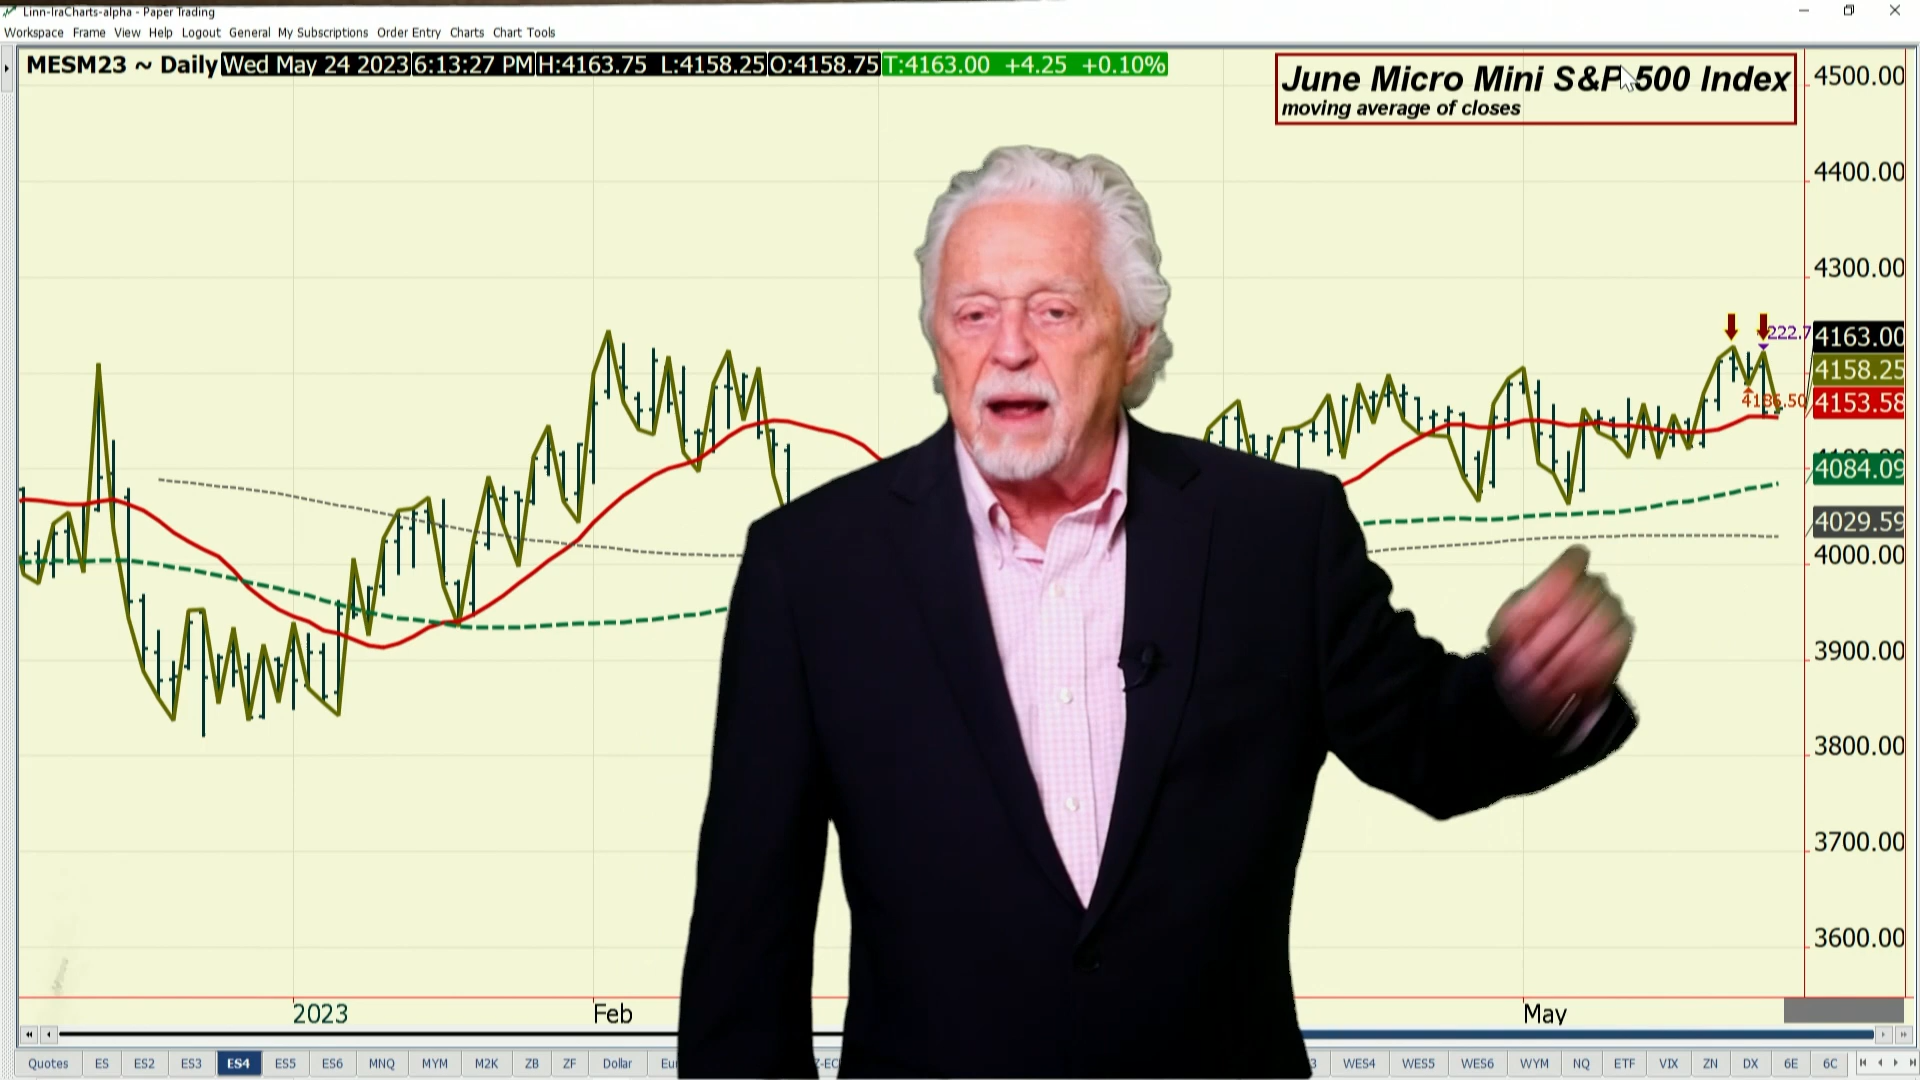 Linn-IraCharts-alpha - Paper Trading
Workspace Frame View Help Logout General My Subscriptions Order Entry Charts Chart Tools
MESM23 ~ Daily Wed May 24 2023 6:13:27 PM H:4163.75 L:4158.25 O:4158.75 T:4163.00 +4.25 +0.10%
June Micro Mini S&P 500 Index
moving average of closes
4500.00
4400.00
4300.00
4163.00
4158.25
4153.58
4084.09
4029.59
4000.00
3900.00
3800.00
3700.00
3600.00
2023 Feb May
Quotes ES ES2 ES3 ES4 ES5 ES6 MNQ MYM M2K ZB ZF Dollar WES4 WES5 WES6 WYM NQ ETF VIX ZN DX 6E 6C